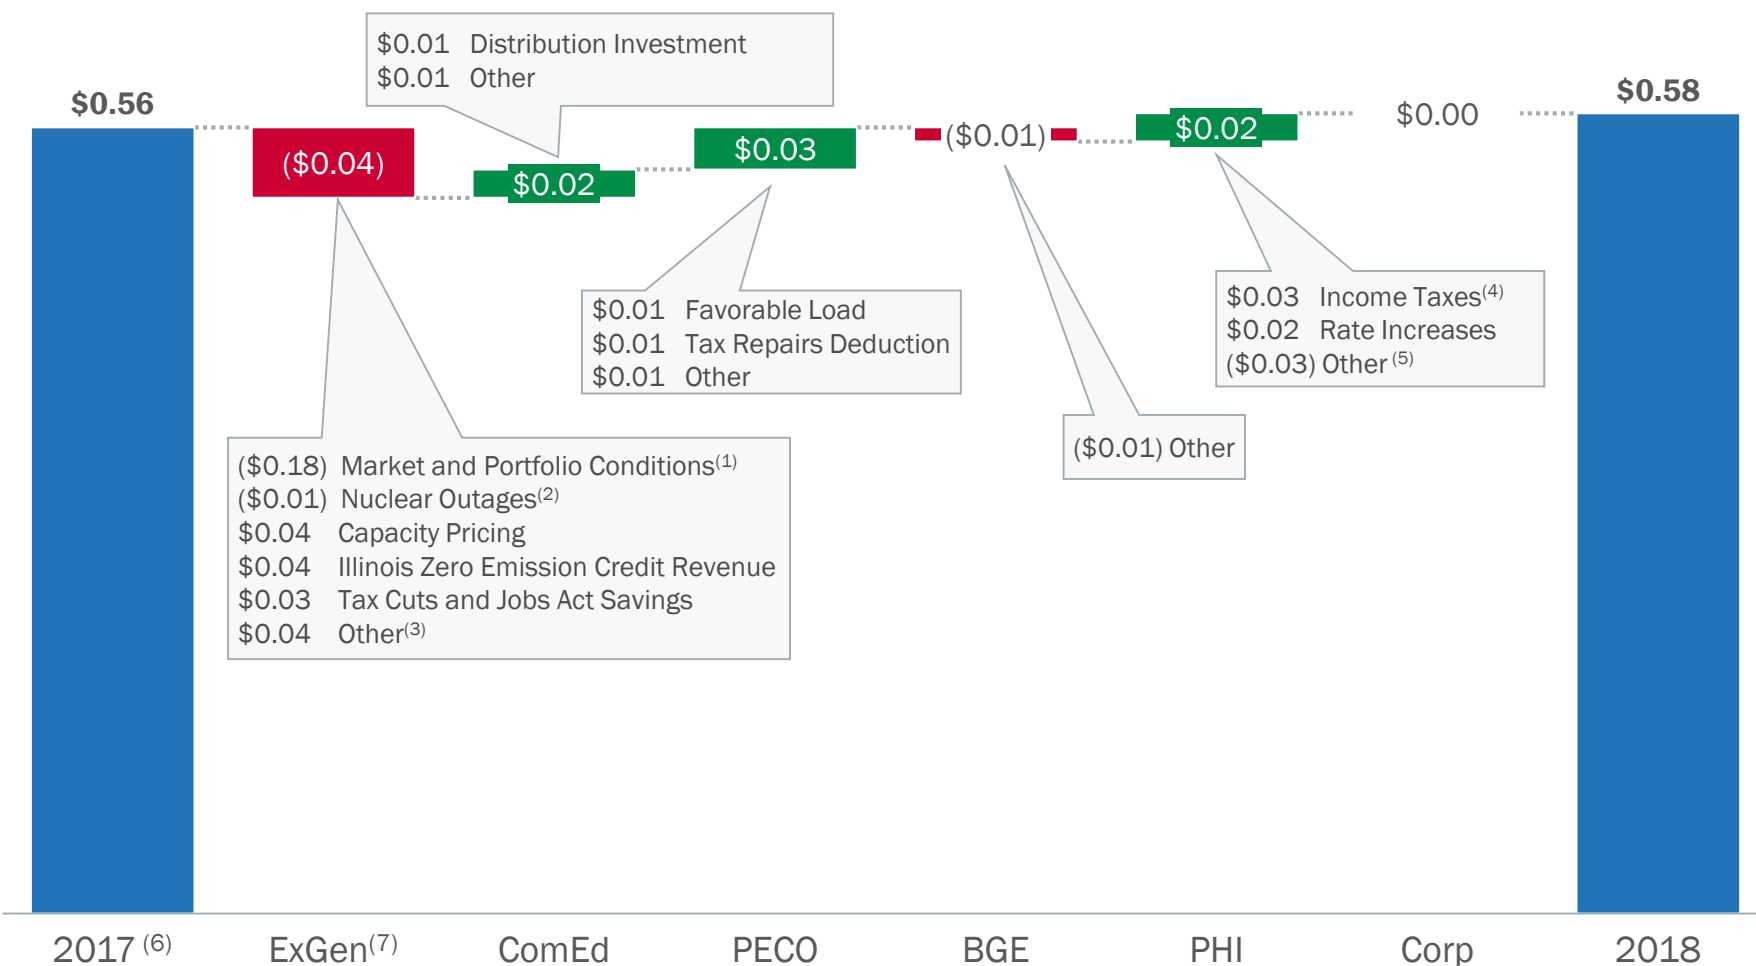 $0.01 Distribution Investment
$0.01 Other
$0.56
($0.04)
$0.02
$0.03
($0.01)
$0.02
$0.00
$0.58
$0.01 Favorable Load
$0.01 Tax Repairs Deduction
$0.01 Other
$0.03 Income Taxes(4)
$0.02 Rate Increases
($0.03) Other (5)
($0.01) Other
($0.18) Market and Portfolio Conditions(1)
($0.01) Nuclear Outages(2)
$0.04 Capacity Pricing
$0.04 Illinois Zero Emission Credit Revenue
$0.03 Tax Cuts and Jobs Act Savings
$0.04 Other(3)
2017 (6)
ExGen(7)
ComEd
PECO
BGE
PHI
Corp
2018